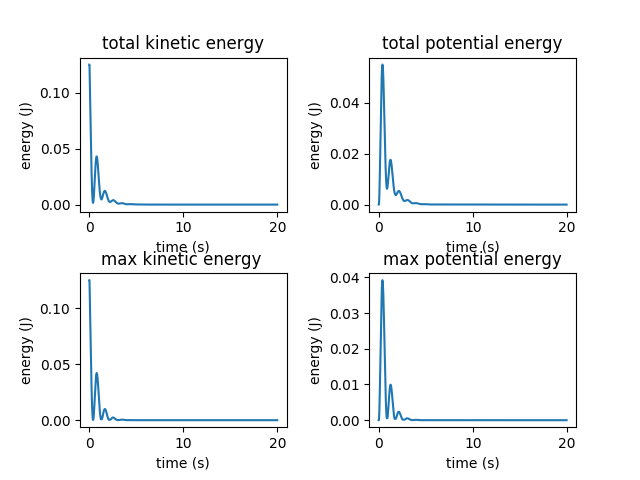 total kinetic energy
energy (J)
0.10
0.05
0.00
0
10
20
time (s)
total potential energy
energy (J)
0.04
0.02
0.00
0
10
20
time (s)
max kinetic energy
energy (J)
0.10
0.05
0.00
0
10
20
time (s)
max potential energy
energy (J)
0.04
0.03
0.02
0.01
0.00
0
10
20
time (s)